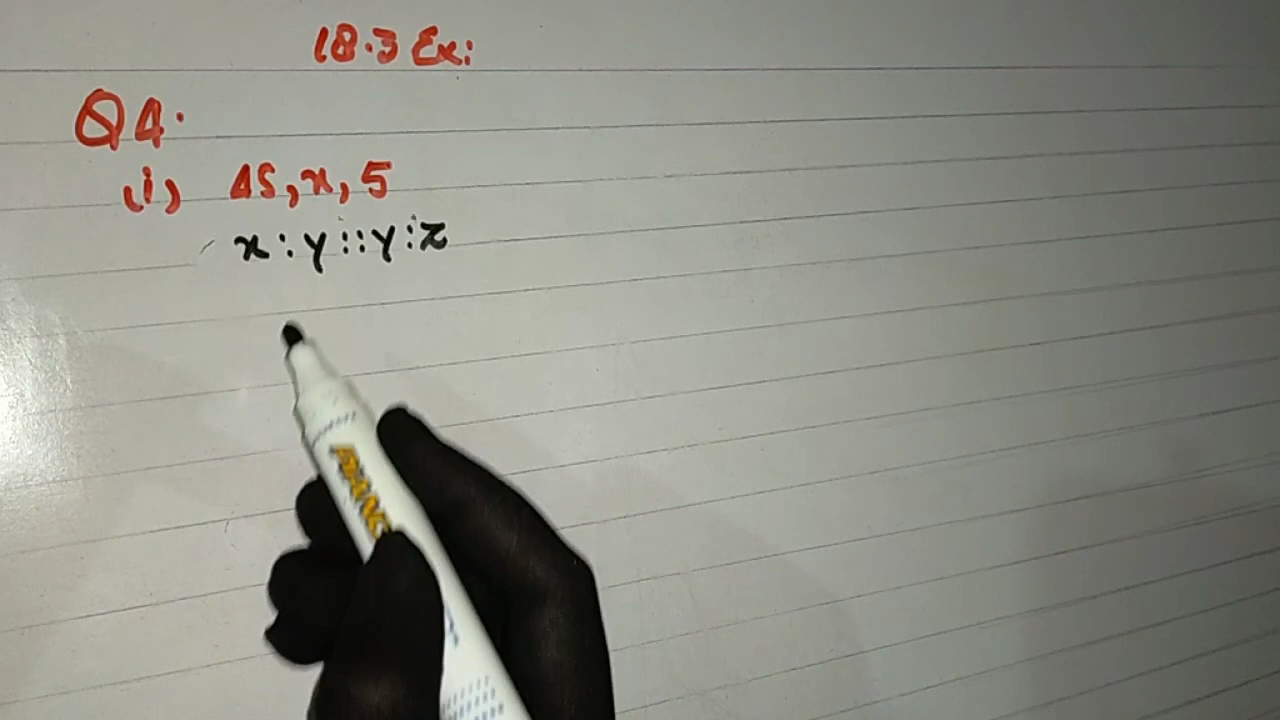 18.3 Ex:
Q4.
(i) 45, x, 5
x : y :: y : z